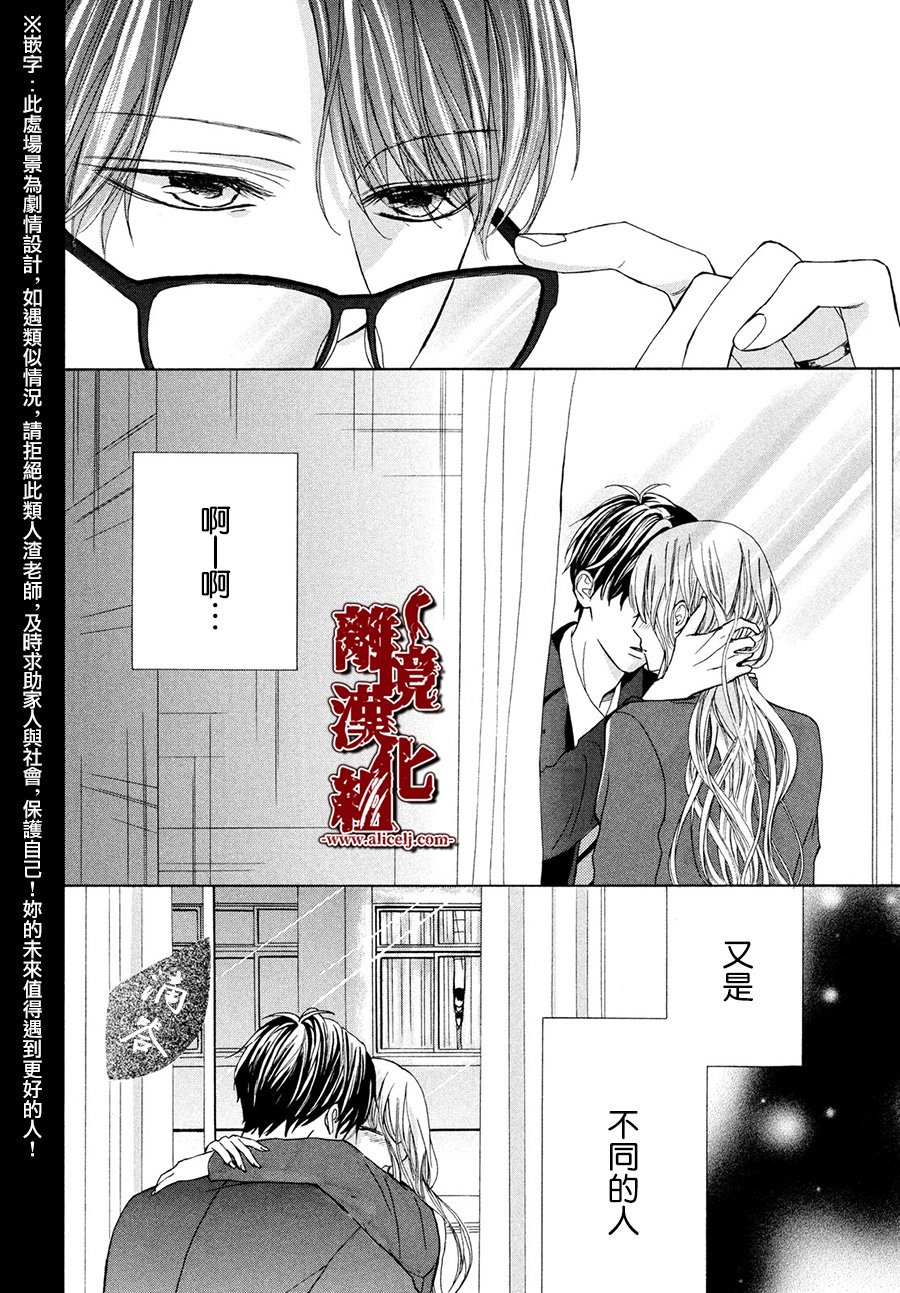 ※嵌字：此處場景為劇情設計，如遇類似情況，請拒絕此類人渣老師，及時求助家人與社會，保護自己！妳的未來值得遇到更好的人！
啊—啊…
離境漢化組
-www.alicelj.com-
又是
不同的人
滴答